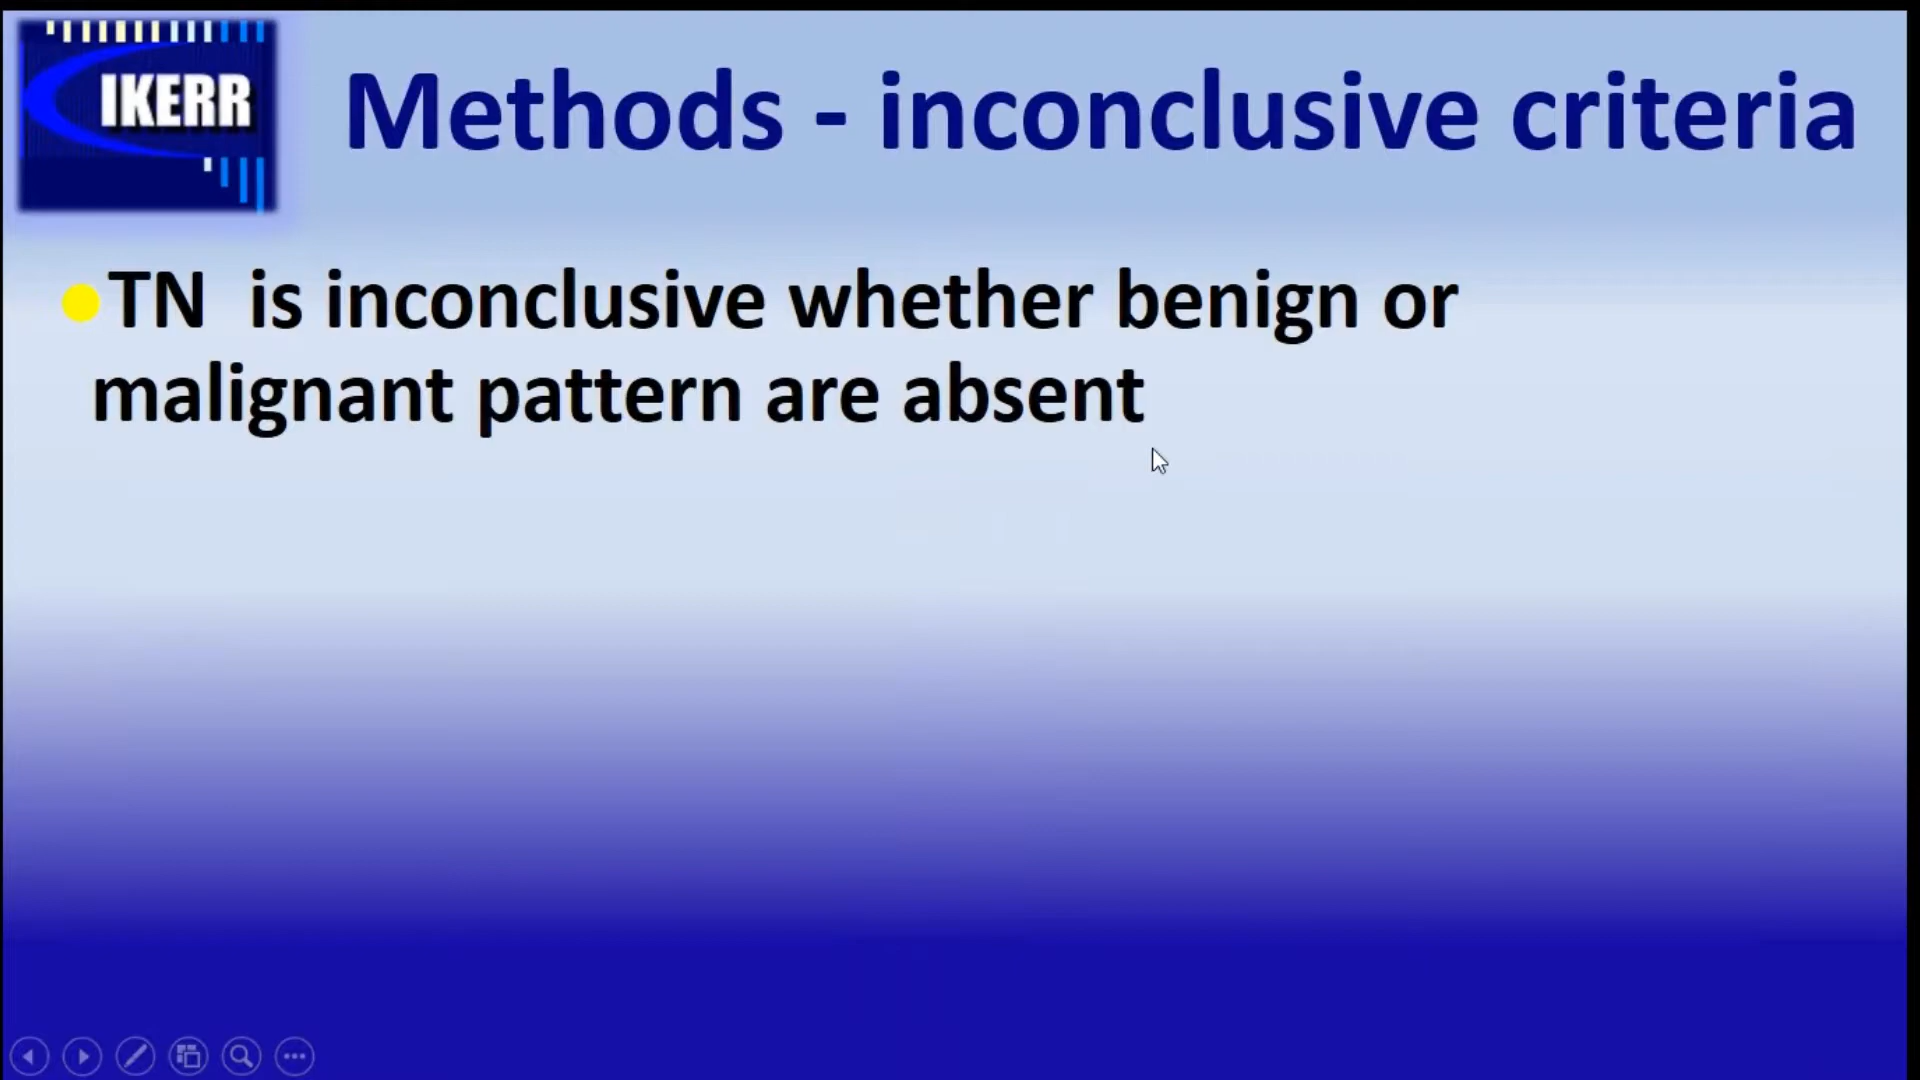 IKERR
Methods - inconclusive criteria
TN is inconclusive whether benign or
malignant pattern are absent